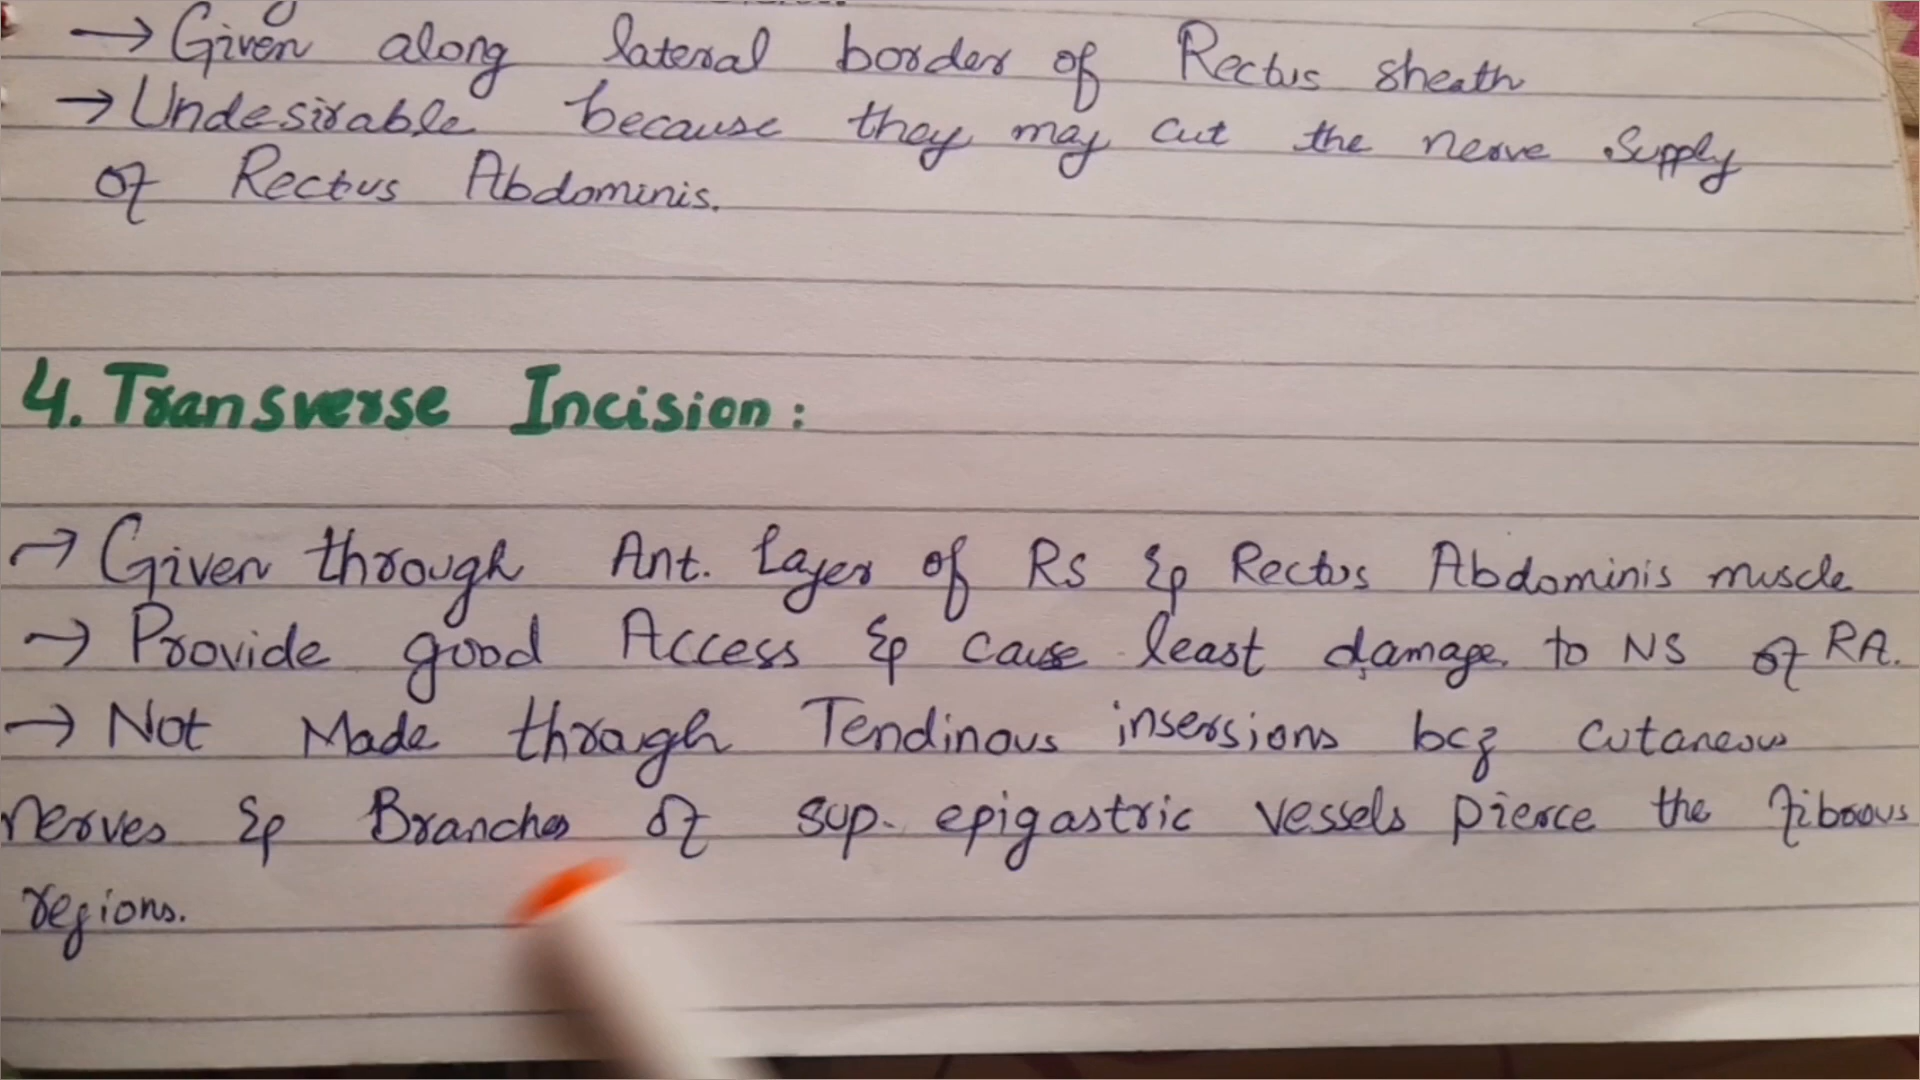 → Given along lateral border of Rectus sheath
→ Undesirable because they may cut the nerve supply
of Rectus Abdominis.
4. Transverse Incision:
→ Given through Ant. Layer of RS & Rectus Abdominis muscle
→ Provide good Access & cause least damage to NS of RA.
→ Not Made through Tendinous insersions bcz cutaneous
nerves & Branches of sup. epigastric vessels pierce the fibrous
regions.